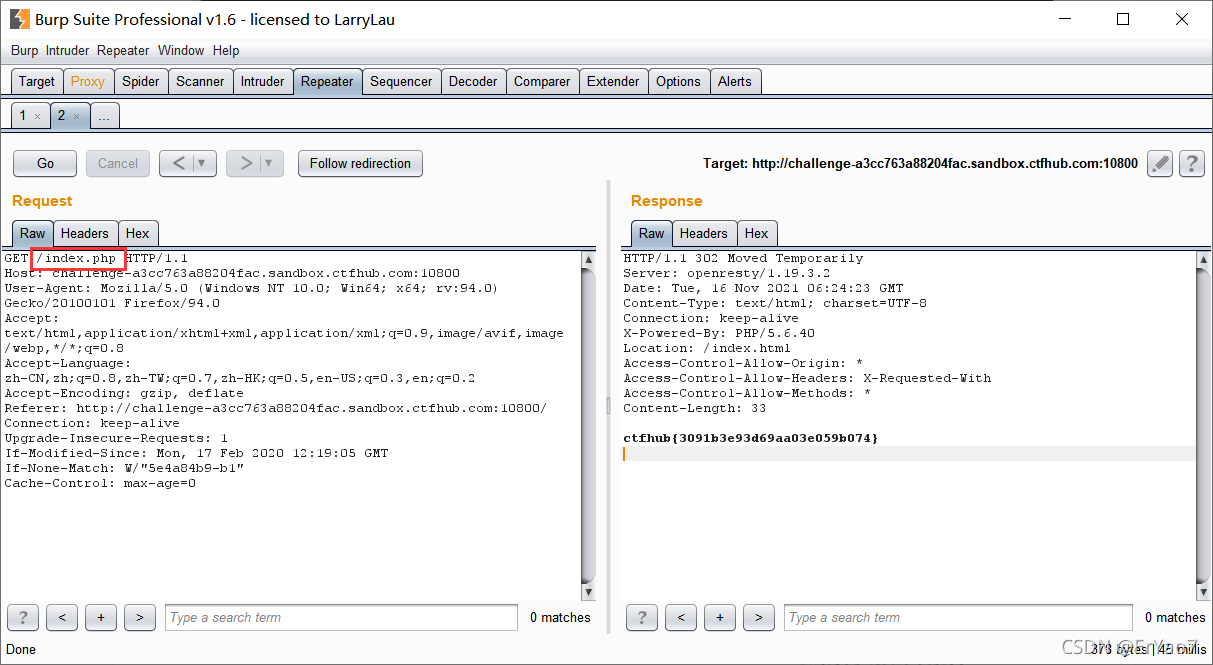 Burp Suite Professional v1.6 - licensed to LarryLau
Burp Intruder Repeater Window Help
Target Proxy Spider Scanner Intruder Repeater Sequencer Decoder Comparer Extender Options Alerts
1 × 2 × ...
Go Cancel < ▼ > ▼ Follow redirection Target: http://challenge-a3cc763a88204fac.sandbox.ctfhub.com:10800 ?
Request
Raw Headers Hex
GET /index.php HTTP/1.1
Host: challenge-a3cc763a88204fac.sandbox.ctfhub.com:10800
User-Agent: Mozilla/5.0 (Windows NT 10.0; Win64; x64; rv:94.0)
Gecko/20100101 Firefox/94.0
Accept:
text/html,application/xhtml+xml,application/xml;q=0.9,image/avif,image
/webp,*/*;q=0.8
Accept-Language:
zh-CN,zh;q=0.8,zh-TW;q=0.7,zh-HK;q=0.5,en-US;q=0.3,en;q=0.2
Accept-Encoding: gzip, deflate
Referer: http://challenge-a3cc763a88204fac.sandbox.ctfhub.com:10800/
Connection: keep-alive
Upgrade-Insecure-Requests: 1
If-Modified-Since: Mon, 17 Feb 2020 12:19:05 GMT
If-None-Match: W/"5e4a84b9-b1"
Cache-Control: max-age=0
? < + > Type a search term 0 matches
Response
Raw Headers Hex
HTTP/1.1 302 Moved Temporarily
Server: openresty/1.19.3.2
Date: Tue, 16 Nov 2021 06:24:23 GMT
Content-Type: text/html; charset=UTF-8
Connection: keep-alive
X-Powered-By: PHP/5.6.40
Location: /index.html
Access-Control-Allow-Origin: *
Access-Control-Allow-Headers: X-Requested-With
Access-Control-Allow-Methods: *
Content-Length: 33
ctfhub{3091b3e93d69aa03e059b074}
? < + > Type a search term 0 matches
Done
378 bytes | 45 millis